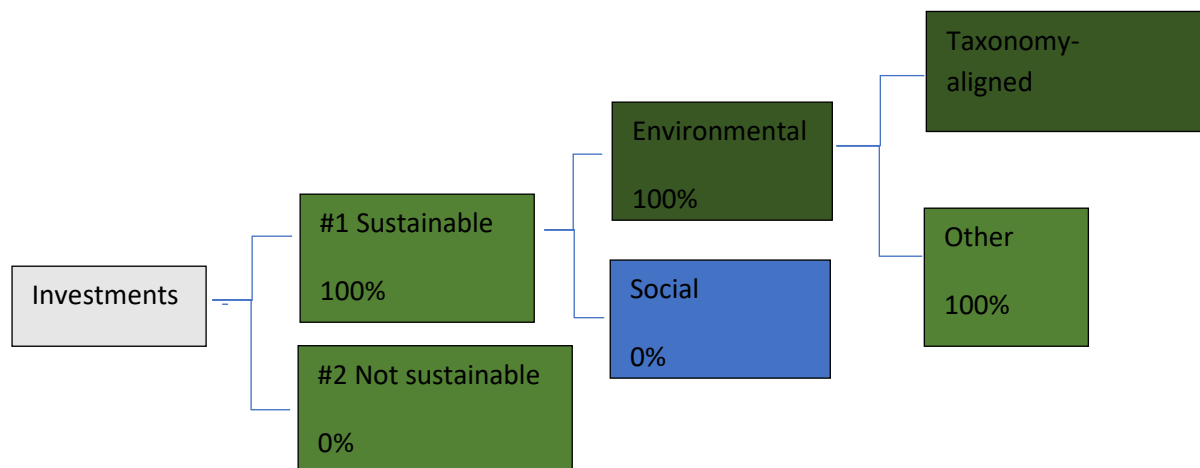 Investments
#1 Sustainable
100%
#2 Not sustainable
0%
Environmental
100%
Social
0%
Taxonomy-
aligned
Other
100%